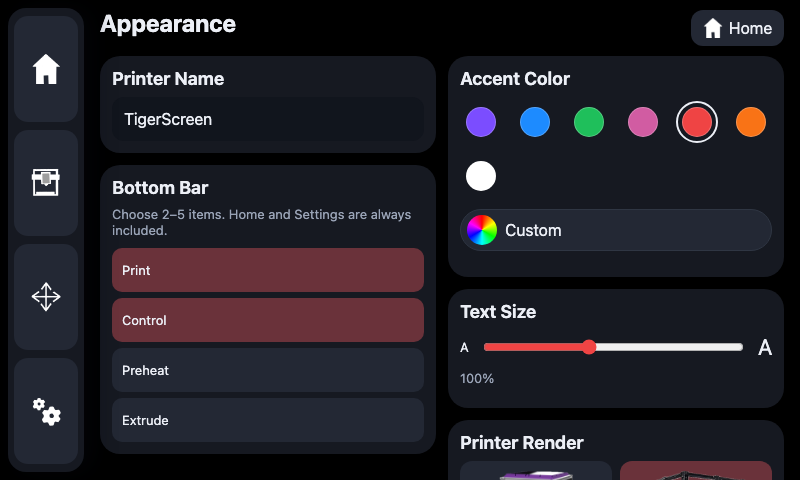 Appearance
Home
Printer Name
TigerScreen
Bottom Bar
Choose 2–5 items. Home and Settings are always
included.
Print
Control
Preheat
Extrude
Accent Color
Custom
Text Size
A
A
100%
Printer Render